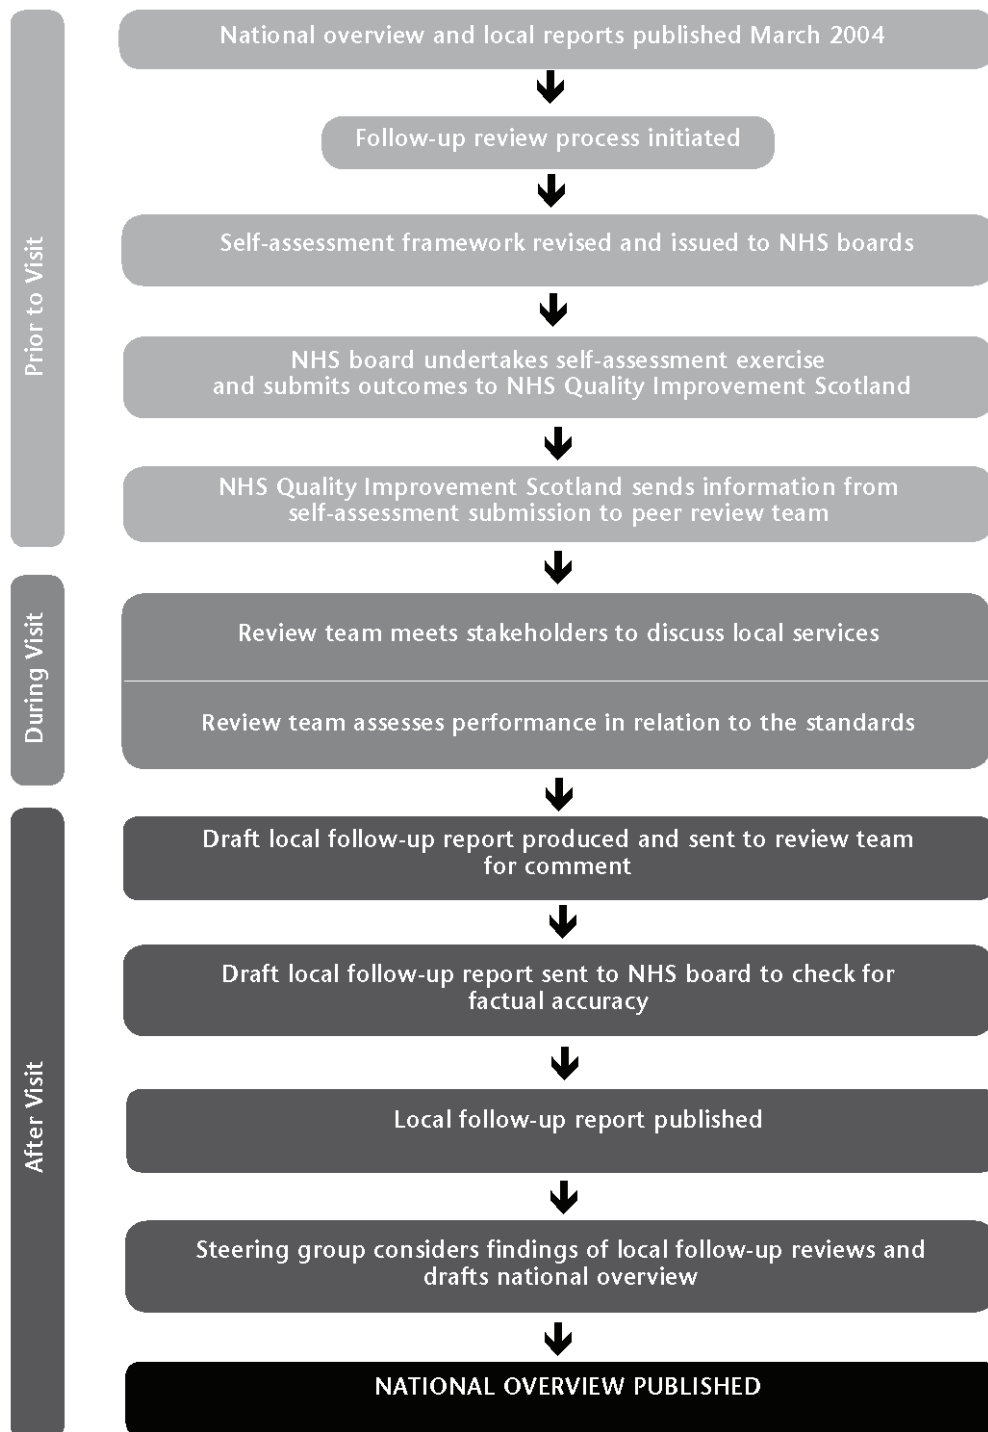 National overview and local reports published March 2004
Follow-up review process initiated
Self-assessment framework revised and issued to NHS boards
Prior to Visit
NHS board undertakes self-assessment exercise
and submits outcomes to NHS Quality Improvement Scotland
NHS Quality Improvement Scotland sends information from
self-assessment submission to peer review team
During Visit
Review team meets stakeholders to discuss local services
Review team assesses performance in relation to the standards
After Visit
Draft local follow-up report produced and sent to review team
for comment
Draft local follow-up report sent to NHS board to check for
factual accuracy
Local follow-up report published
Steering group considers findings of local follow-up reviews and
drafts national overview
NATIONAL OVERVIEW PUBLISHED